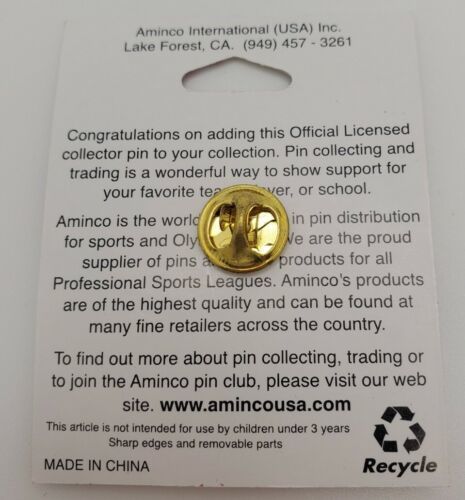 Aminco International (USA) Inc.
Lake Forest, CA. (949) 457 - 3261
Congratulations on adding this Official Licensed
collector pin to your collection. Pin collecting and
trading is a wonderful way to show support for
your favorite or school.
Aminco is the in pin distribution
for sports and We are the proud
supplier of pins products for all
Professional Sports Leagues. Aminco's products
are of the highest quality and can be found at
many fine retailers across the country.
To find out more about pin collecting, trading or
to join the Aminco pin club, please visit our web
site. www.amincousa.com
This article is not intended for use by children under 3 years
Sharp edges and removable parts
MADE IN CHINA
Recycle